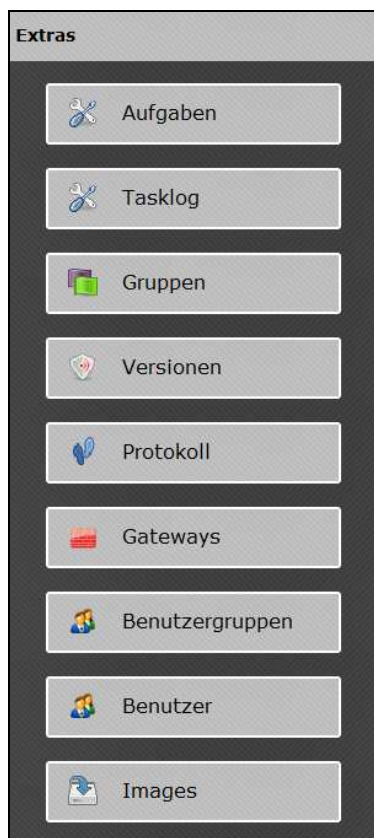 Extras
Aufgaben
Tasklog
Gruppen
Versionen
Protokoll
Gateways
Benutzergruppen
Benutzer
Images